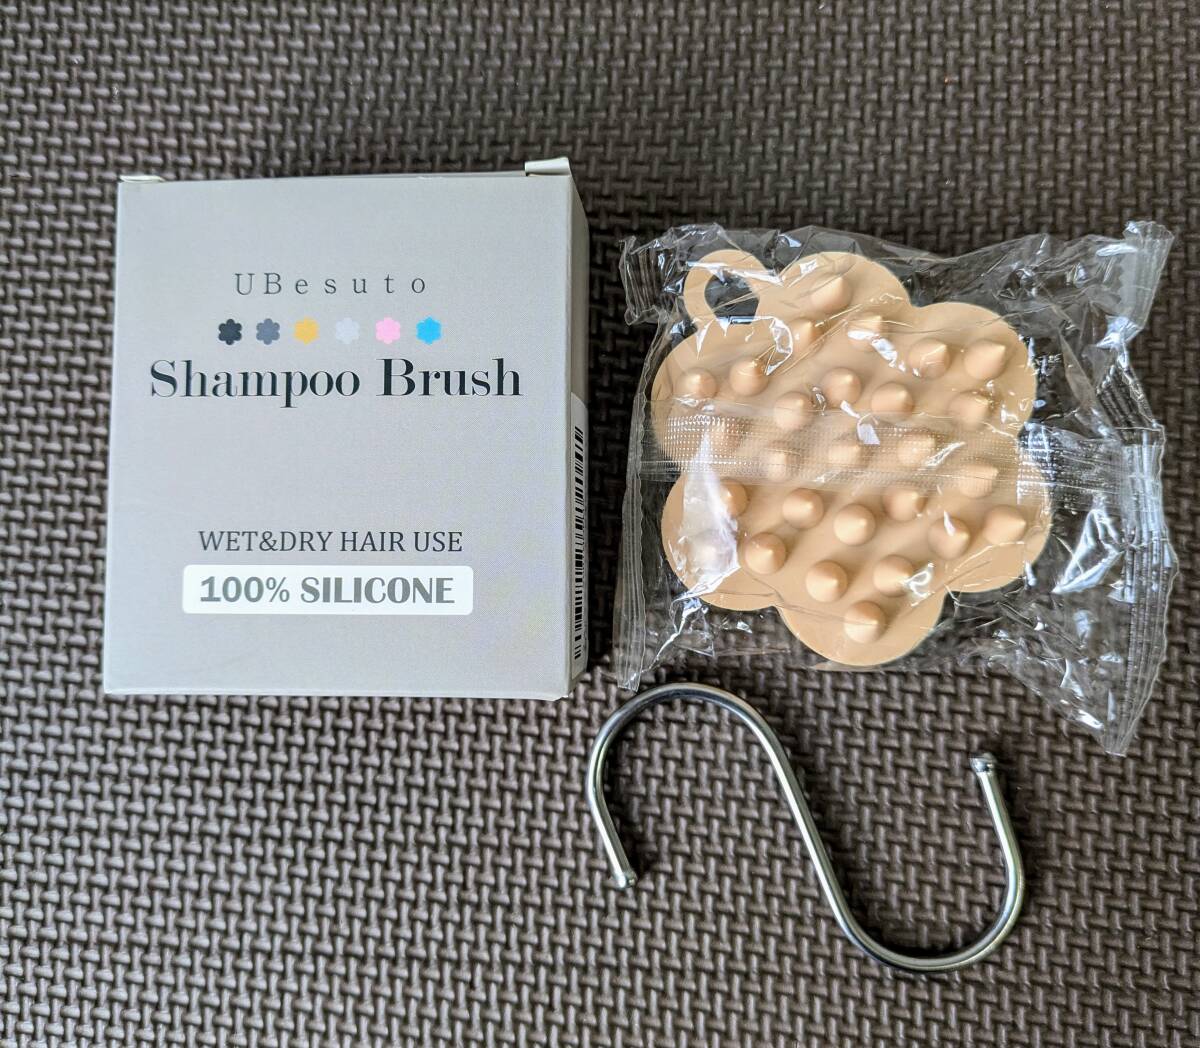 UBesuto
Shampoo Brush
WET&DRY HAIR USE
100% SILICONE